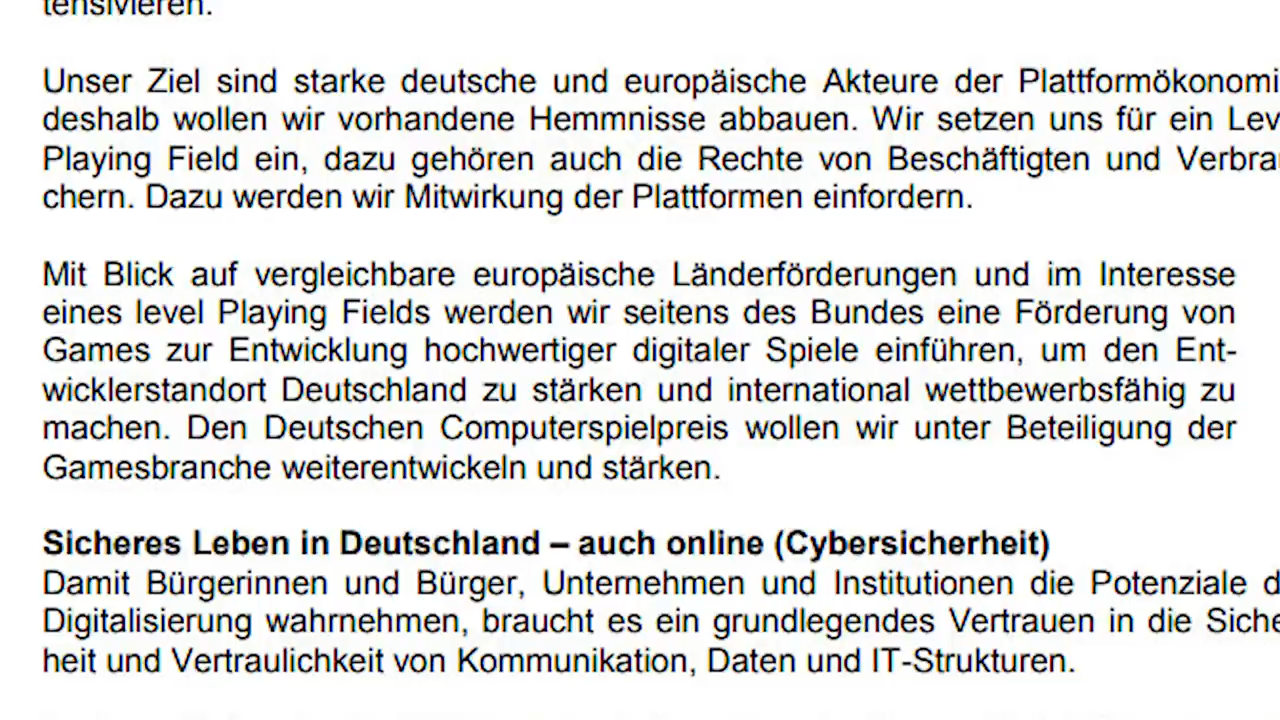 tensivieren.
Unser Ziel sind starke deutsche und europäische Akteure der Plattformökonomi
deshalb wollen wir vorhandene Hemmnisse abbauen. Wir setzen uns für ein Lev
Playing Field ein, dazu gehören auch die Rechte von Beschäftigten und Verbrau
chern. Dazu werden wir Mitwirkung der Plattformen einfordern.
Mit Blick auf vergleichbare europäische Länderförderungen und im Interesse
eines level Playing Fields werden wir seitens des Bundes eine Förderung von
Games zur Entwicklung hochwertiger digitaler Spiele einführen, um den Ent-
wicklerstandort Deutschland zu stärken und international wettbewerbsfähig zu
machen. Den Deutschen Computerspielpreis wollen wir unter Beteiligung der
Gamesbranche weiterentwickeln und stärken.
Sicheres Leben in Deutschland – auch online (Cybersicherheit)
Damit Bürgerinnen und Bürger, Unternehmen und Institutionen die Potenziale d
Digitalisierung wahrnehmen, braucht es ein grundlegendes Vertrauen in die Siche
heit und Vertraulichkeit von Kommunikation, Daten und IT-Strukturen.